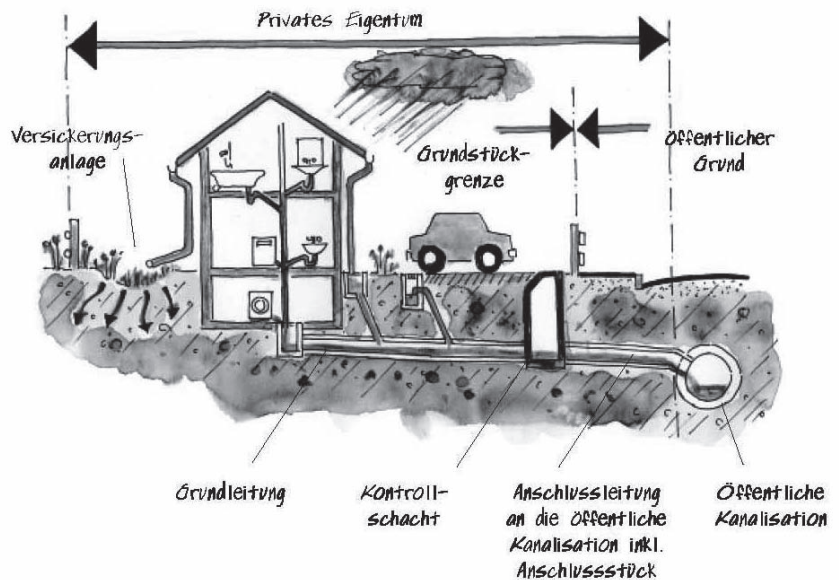 Privates Eigentum
Versickerungs-
anlage
Grundstück-
grenze
Öffentlicher
Grund
Grundleitung
Kontroll-
schacht
Anschlussleitung
an die öffentliche
Kanalisation inkl.
Anschlussstück
Öffentliche
Kanalisation